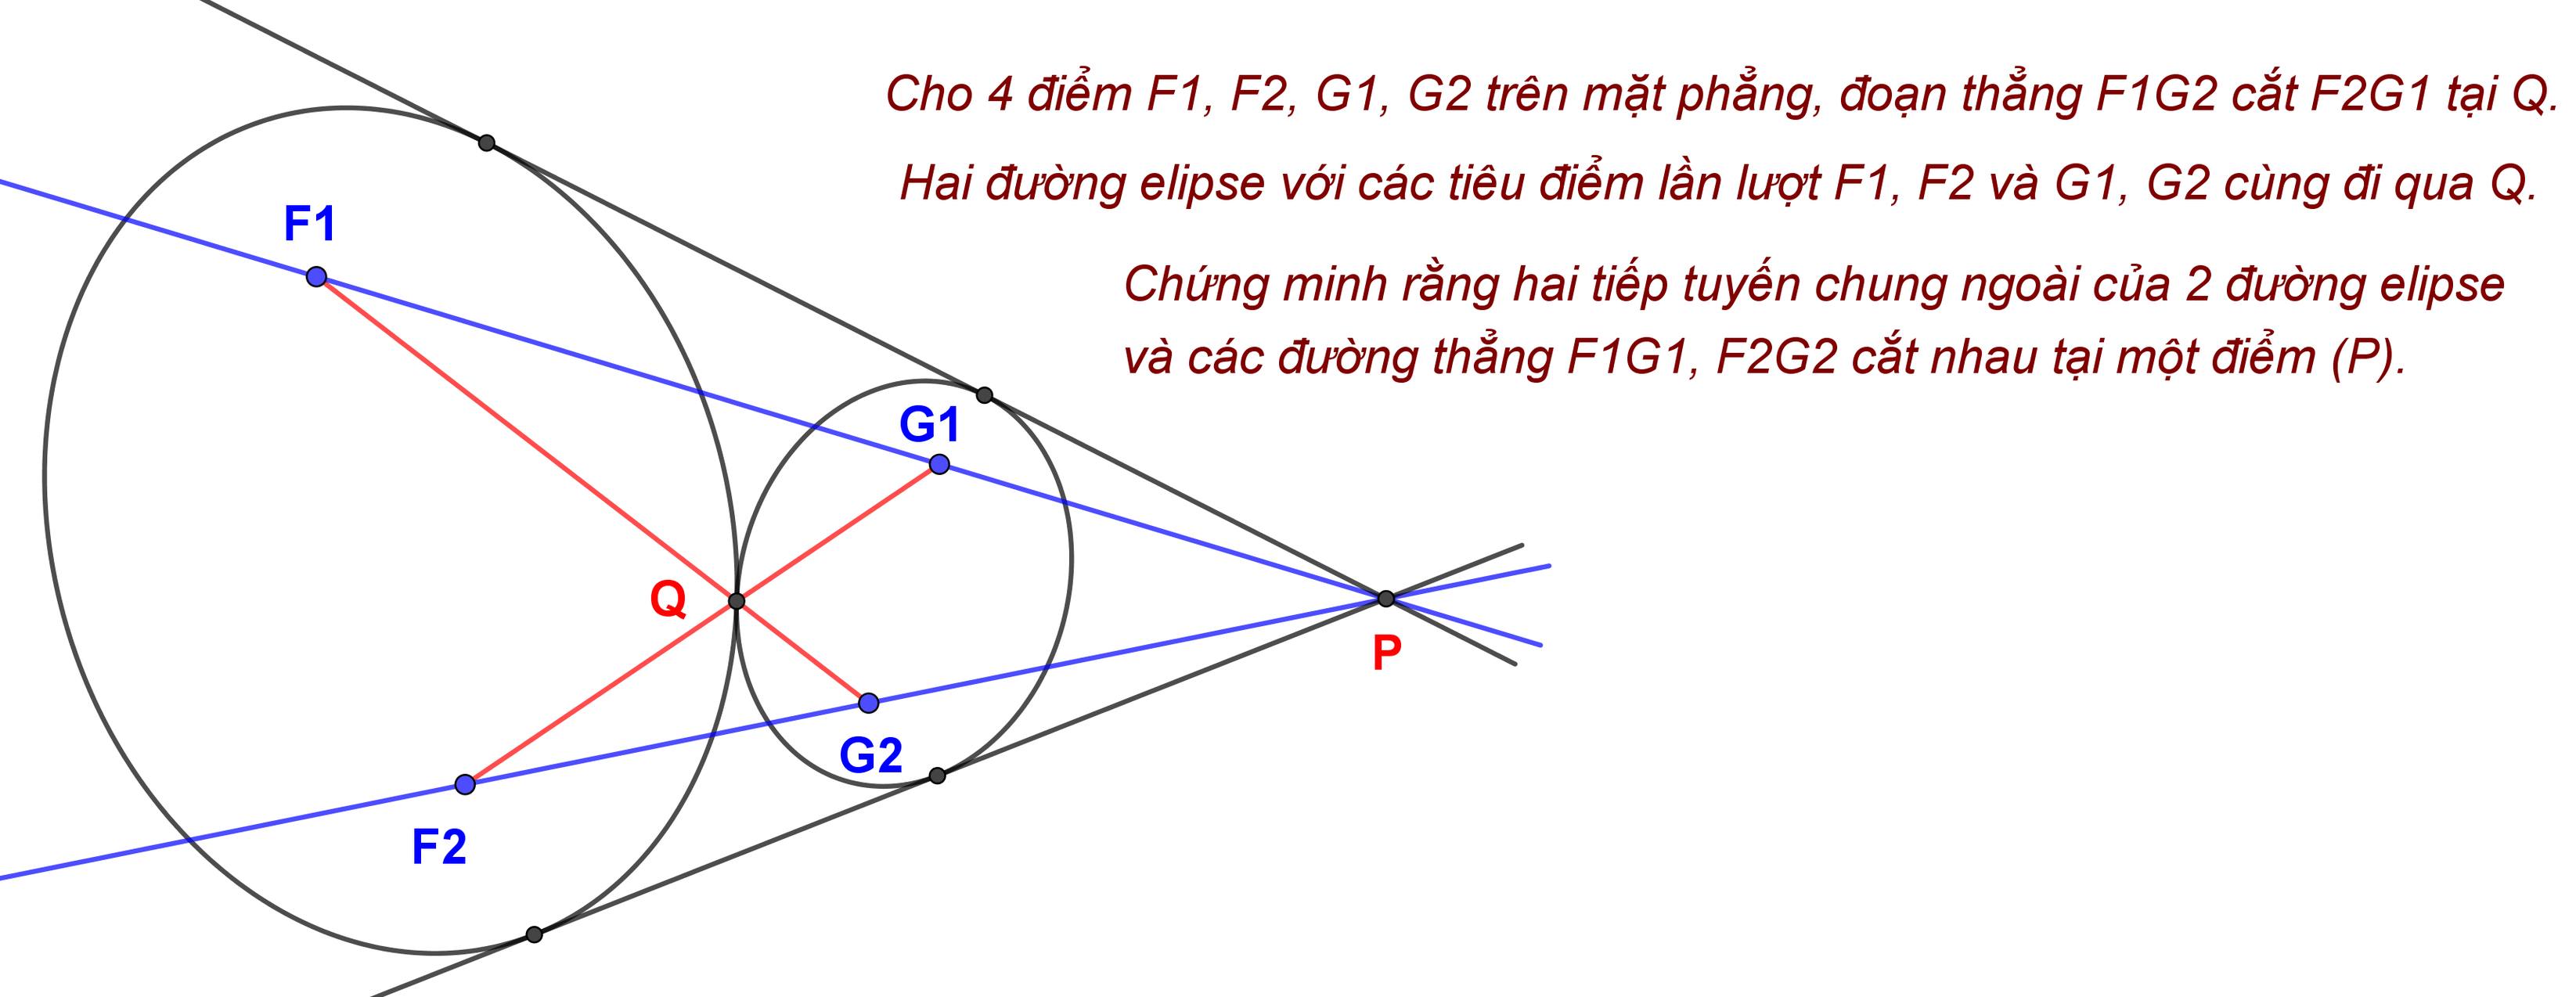 Cho 4 điểm F1, F2, G1, G2 trên mặt phẳng, đoạn thẳng F1G2 cắt F2G1 tại Q.
Hai đường elipse với các tiêu điểm lần lượt F1, F2 và G1, G2 cùng đi qua Q.
Chứng minh rằng hai tiếp tuyến chung ngoài của 2 đường elipse
và các đường thẳng F1G1, F2G2 cắt nhau tại một điểm (P).
F1
G1
Q
P
G2
F2